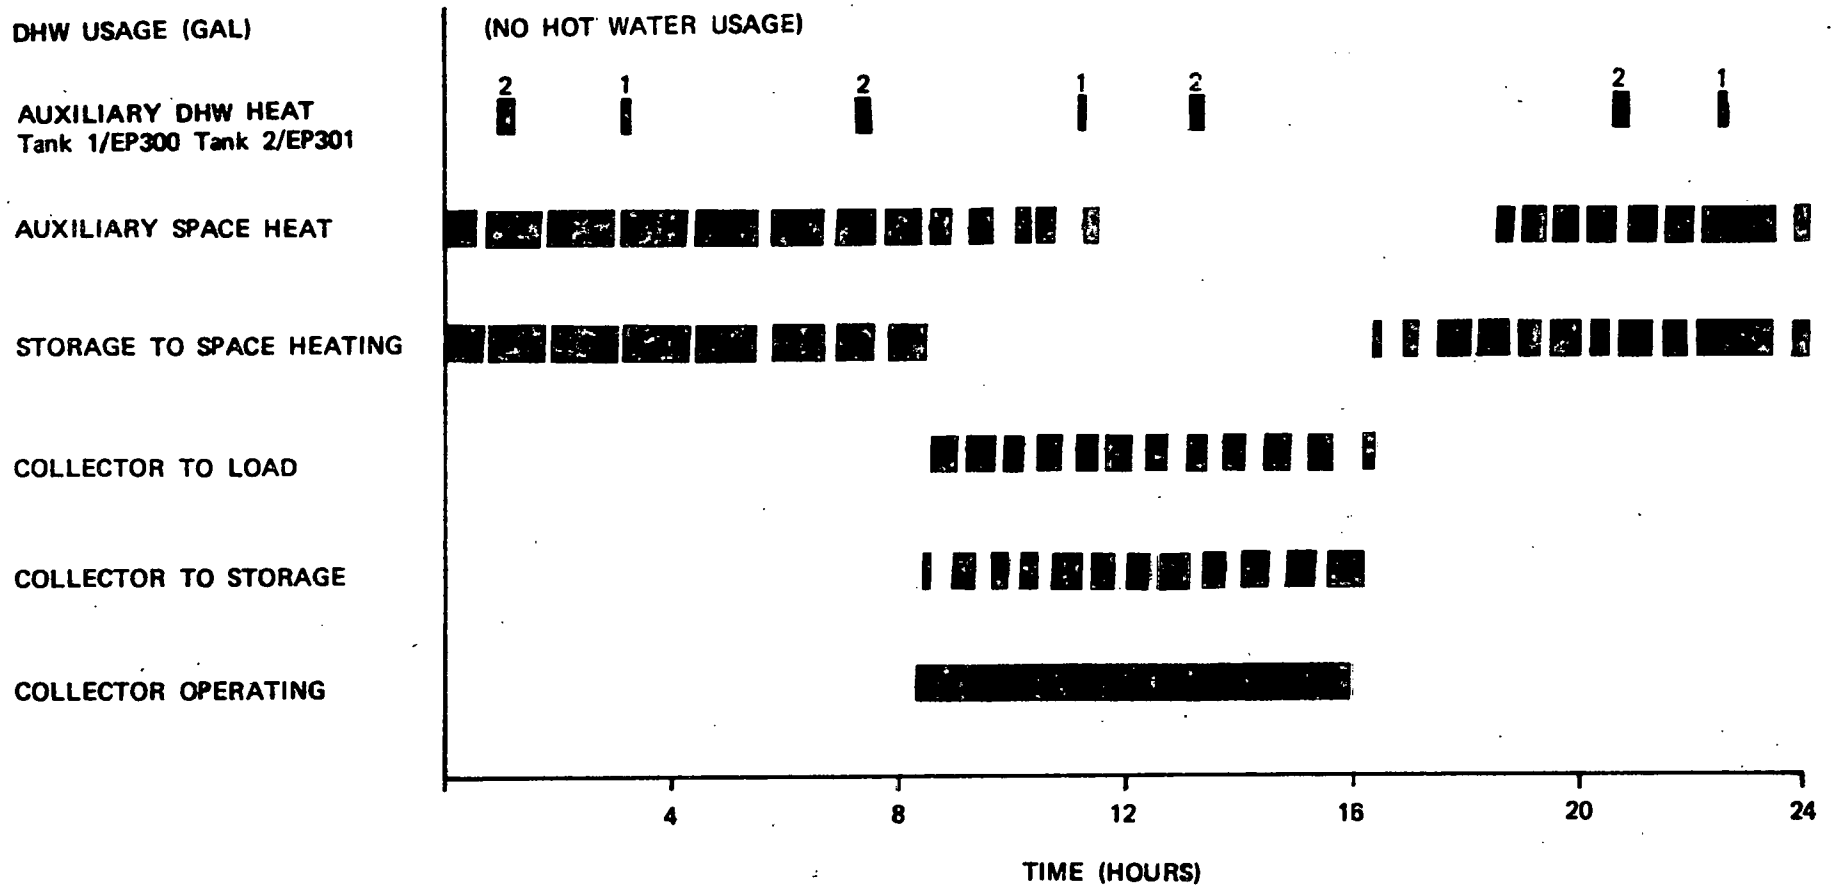 DHW USAGE (GAL)
(NO HOT WATER USAGE)
2 1 2 1 2 2 1
AUXILIARY DHW HEAT
Tank 1/EP300 Tank 2/EP301
AUXILIARY SPACE HEAT
STORAGE TO SPACE HEATING
COLLECTOR TO LOAD
COLLECTOR TO STORAGE
COLLECTOR OPERATING
4 8 12 16 20 24
TIME (HOURS)